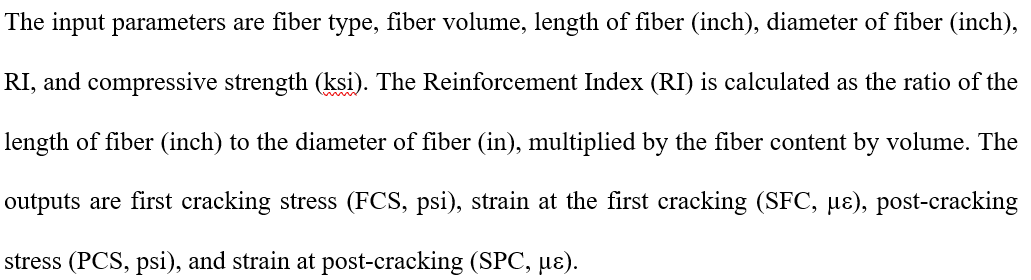 The input parameters are fiber type, fiber volume, length of fiber (inch), diameter of fiber (inch),
RI, and compressive strength (ksi). The Reinforcement Index (RI) is calculated as the ratio of the
length of fiber (inch) to the diameter of fiber (in), multiplied by the fiber content by volume. The
outputs are first cracking stress (FCS, psi), strain at the first cracking (SFC, με), post-cracking
stress (PCS, psi), and strain at post-cracking (SPC, με).